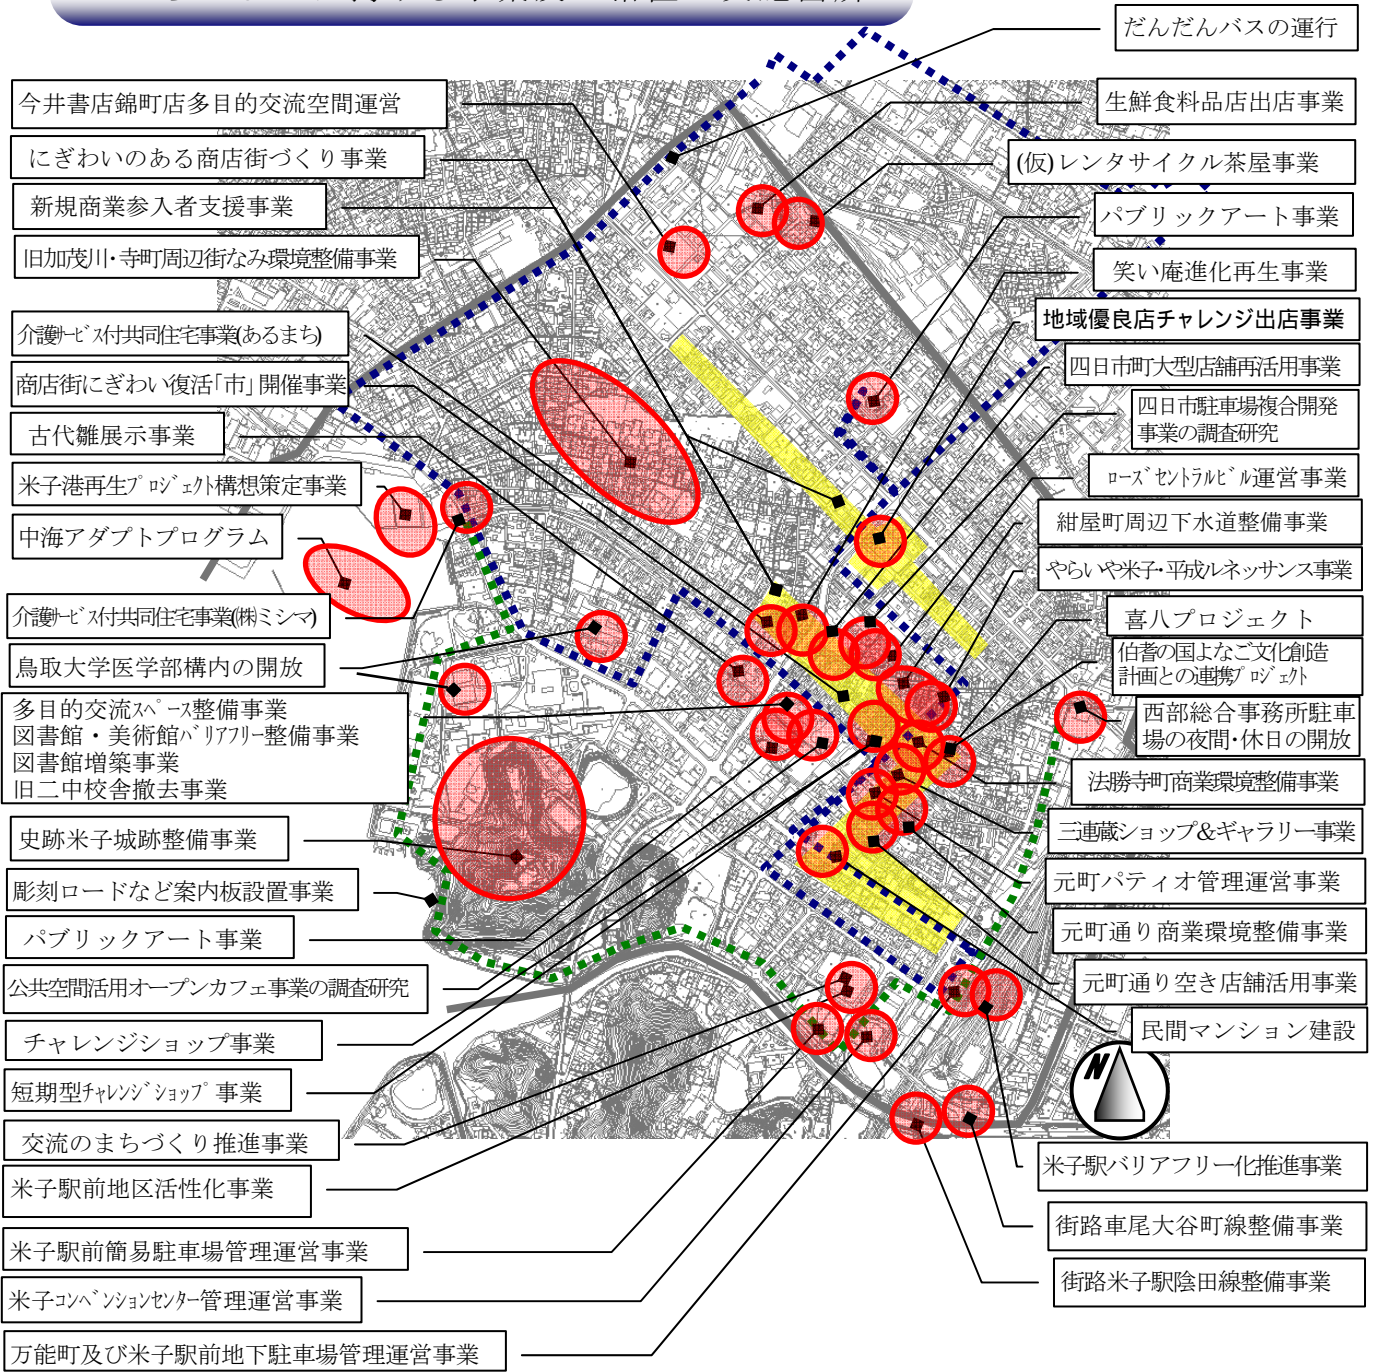 だんだんバスの運行
今井書店錦町店多目的交流空間運営
生鮮食料品店出店事業
にぎわいのある商店街づくり事業
(仮)レンタサイクル茶屋事業
新規商業参入者支援事業
パブリックアート事業
旧加茂川・寺町周辺街なみ環境整備事業
笑い庵進化再生事業
地域優良店チャレンジ出店事業
介護サービス付共同住宅事業(あるまち)
四日市町大型店舗再活用事業
商店街にぎわい復活「市」開催事業
四日市駐車場複合開発
事業の調査研究
古代雛展示事業
ローズセントラルビル運営事業
米子港再生プロジェクト構想策定事業
紺屋町周辺下水道整備事業
中海アダプトプログラム
やらいや米子・平成ルネッサンス事業
介護サービス付共同住宅事業(㈱ミシマ)
喜八プロジェクト
鳥取大学医学部構内の開放
伯耆の国よなご文化創造
計画との連携プロジェクト
多目的交流スペース整備事業
図書館・美術館バリアフリー整備事業
図書館増築事業
旧二中校舎撤去事業
西部総合事務所駐車
場の夜間・休日の開放
法勝寺町商業環境整備事業
史跡米子城跡整備事業
三連蔵ショップ&ギャラリー事業
彫刻ロードなど案内板設置事業
元町パティオ管理運営事業
パブリックアート事業
元町通り商業環境整備事業
公共空間活用オープンカフェ事業の調査研究
元町通り空き店舗活用事業
チャレンジショップ事業
民間マンション建設
短期型チャレンジショップ事業
N
交流のまちづくり推進事業
米子駅バリアフリー化推進事業
米子駅前地区活性化事業
街路車尾大谷町線整備事業
米子駅前簡易駐車場管理運営事業
街路米子駅陰田線整備事業
米子コンベンションセンター管理運営事業
万能町及び米子駅前地下駐車場管理運営事業